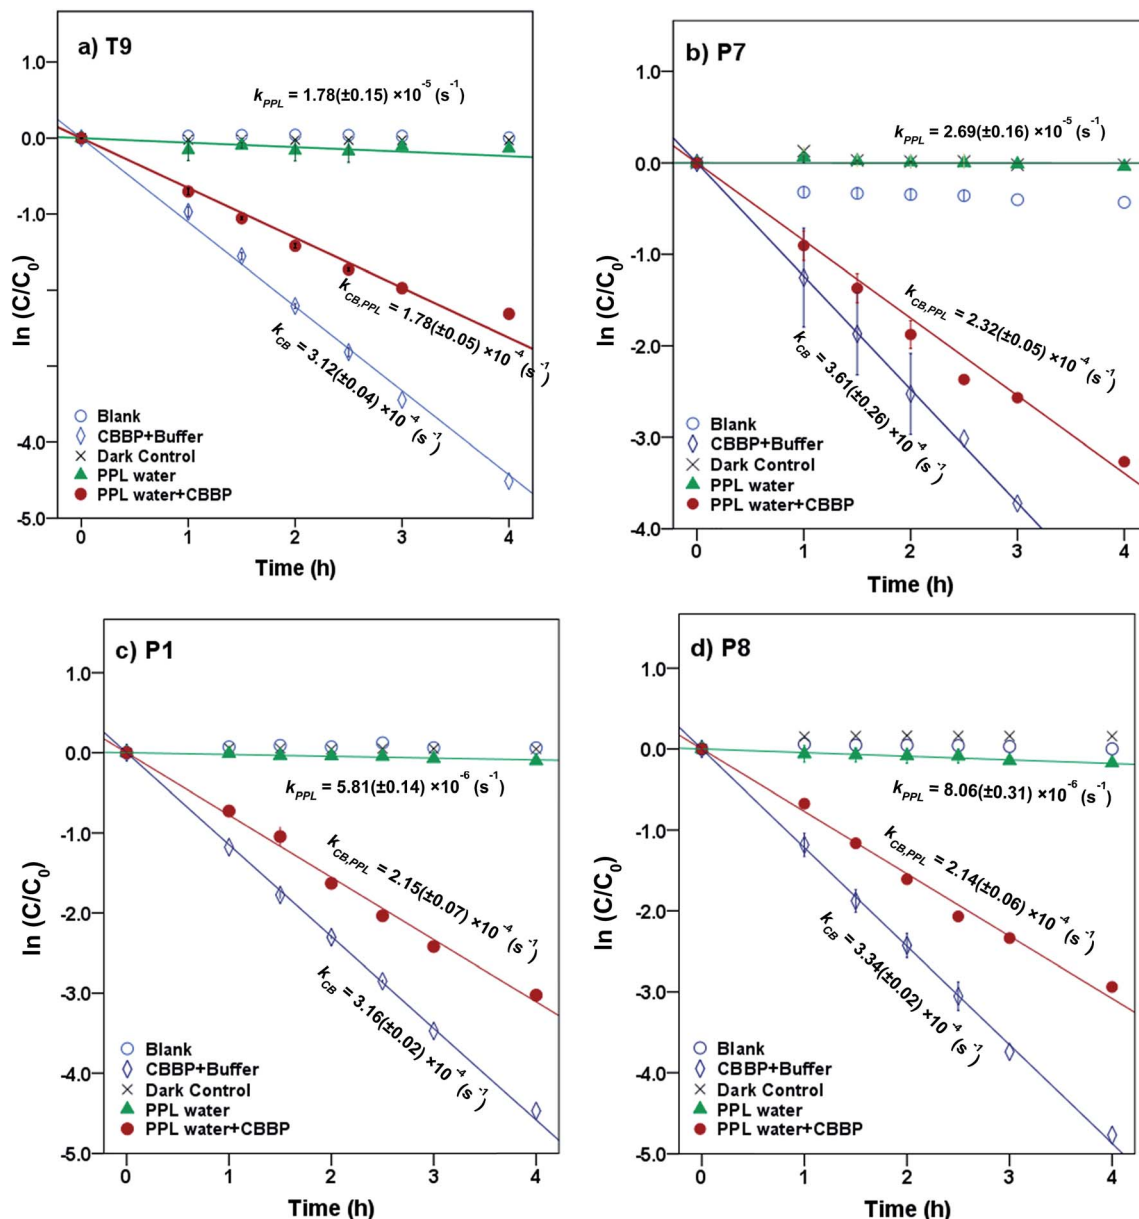 a) T9
k_PPL = 1.78(±0.15) ×10^-5 (s^-1)
1.0
0.0
-1.0
-4.0
-5.0
ln (C/C_0)
k_CB,PPL = 1.78(±0.05) ×10^-4 (s^-1)
k_CB = 3.12(±0.04) ×10^-4 (s^-1)
Blank
CBBP+Buffer
Dark Control
PPL water
PPL water+CBBP
0 1 2 3 4
Time (h)
b) P7
k_PPL = 2.69(±0.16) ×10^-5 (s^-1)
1.0
0.0
-1.0
-2.0
-3.0
-4.0
ln (C/C_0)
k_CB,PPL = 2.32(±0.05) ×10^-4 (s^-1)
k_CB = 3.61(±0.26) ×10^-4 (s^-1)
Blank
CBBP+Buffer
Dark Control
PPL water
PPL water+CBBP
0 1 2 3 4
Time (h)
c) P1
1.0
0.0
-1.0
-2.0
-3.0
-4.0
-5.0
ln (C/C_0)
k_PPL = 5.81(±0.14) ×10^-6 (s^-1)
k_CB,PPL = 2.15(±0.07) ×10^-4 (s^-1)
k_CB = 3.16(±0.02) ×10^-4 (s^-1)
Blank
CBBP+Buffer
Dark Control
PPL water
PPL water+CBBP
0 1 2 3 4
Time (h)
d) P8
1.0
0.0
-1.0
-2.0
-3.0
-4.0
-5.0
ln (C/C_0)
k_PPL = 8.06(±0.31) ×10^-6 (s^-1)
k_CB,PPL = 2.14(±0.06) ×10^-4 (s^-1)
k_CB = 3.34(±0.02) ×10^-4 (s^-1)
Blank
CBBP+Buffer
Dark Control
PPL water
PPL water+CBBP
0 1 2 3 4
Time (h)